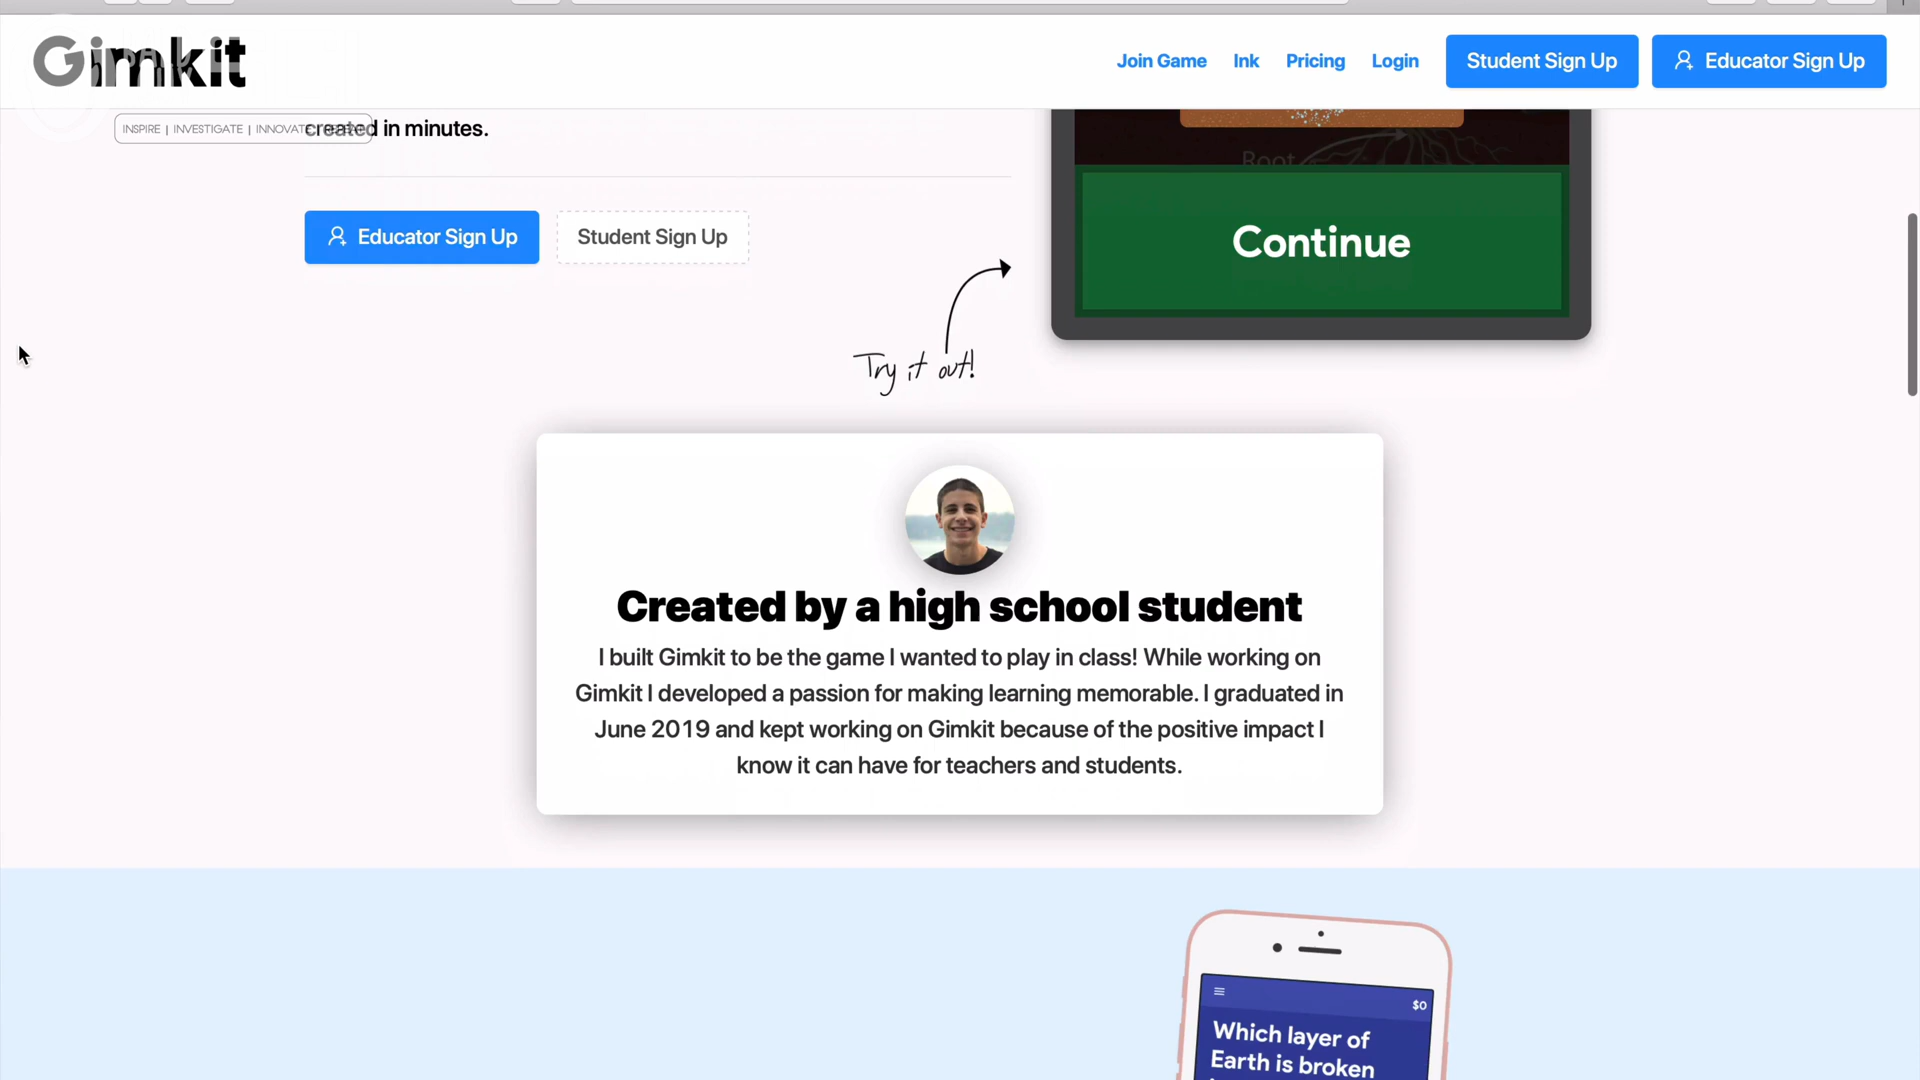 Gimkit
Join Game
Ink
Pricing
Login
Student Sign Up
Educator Sign Up
INSPIRE | INVESTIGATE |
created in minutes.
Root
Educator Sign Up
Student Sign Up
Continue
Try it out!
Created by a high school student
I built Gimkit to be the game I wanted to play in class! While working on
Gimkit I developed a passion for making learning memorable. I graduated in
June 2019 and kept working on Gimkit because of the positive impact I
know it can have for teachers and students.
$0
Which layer of
Earth is broken